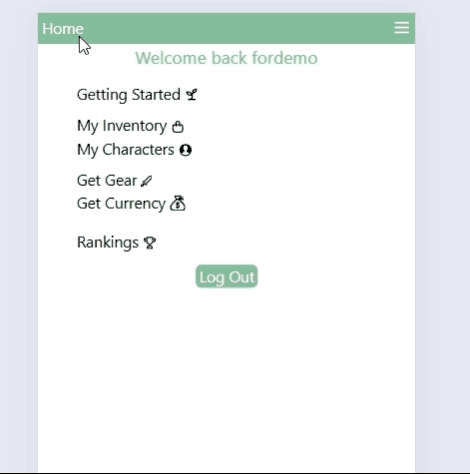 Home
Welcome back fordemo
Getting Started
My Inventory
My Characters
Get Gear
Get Currency
Rankings
Log Out